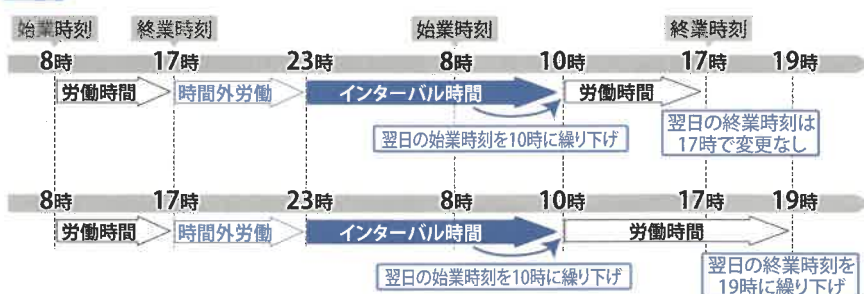 始業時刻 終業時刻 始業時刻 終業時刻
8時 17時 23時 8時 10時 17時 19時
労働時間 時間外労働 インターバル時間 労働時間
翌日の始業時刻を10時に繰り下げ
翌日の終業時刻は
17時で変更なし
8時 17時 23時 8時 10時 17時 19時
労働時間 時間外労働 インターバル時間 労働時間
翌日の始業時刻を10時に繰り下げ
翌日の終業時刻を
19時に繰り下げ